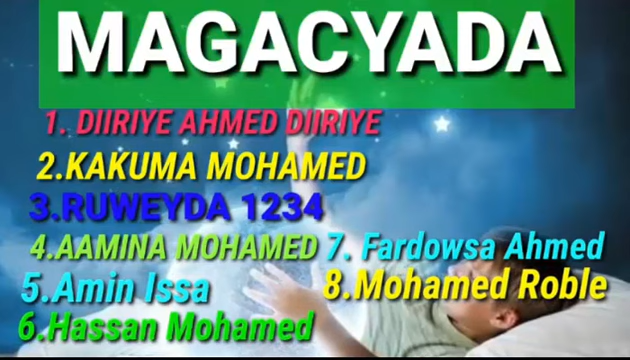 MAGACYADA
1. DIIRIYE AHMED DIIRIYE
2.KAKUMA MOHAMED
3.RUWEYDA 1234
4.AAMINA MOHAMED
5.Amin Issa
6.Hassan Mohamed
7. Fardowsa Ahmed
8.Mohamed Roble